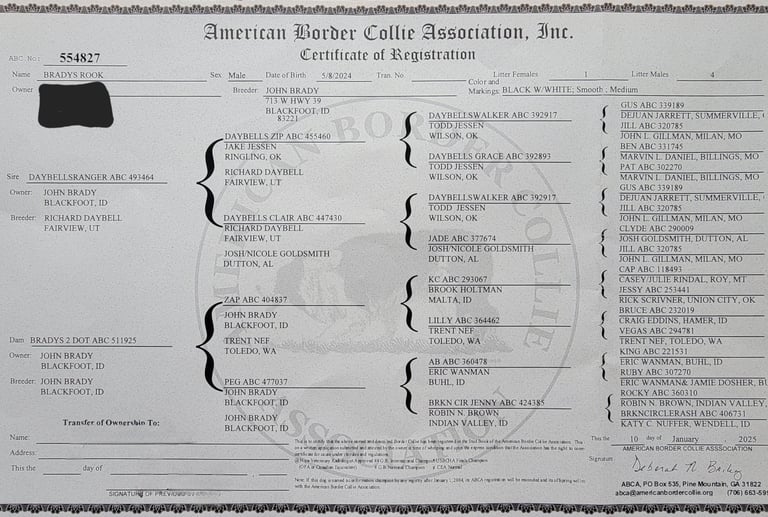 American Border Collie Association, Inc.
Certificate of Registration
ABC. No.: 554827
Name BRADYS ROOK Sex Male Date of Birth 5/8/2024 Tran. No. Litter Females 1 Litter Males 4
Owner Breeder: JOHN BRADY
713 W HWY 39
BLACKFOOT, ID
83221
Color and
Markings: BLACK W/WHITE; Smooth , Medium
Sire DAYBELLSRANGER ABC 493464
Owner: JOHN BRADY
BLACKFOOT, ID
Breeder: RICHARD DAYBELL
FAIRVIEW, UT
Dam BRADYS 2 DOT ABC 511925
Owner: JOHN BRADY
BLACKFOOT, ID
Breeder: JOHN BRADY
BLACKFOOT, ID
DAYBELLS ZIP ABC 455460
JAKE JESSEN
RINGLING, OK
RICHARD DAYBELL
FAIRVIEW, UT
DAYBELLS CLAIR ABC 447430
RICHARD DAYBELL
FAIRVIEW, UT
JOSH/NICOLE GOLDSMITH
DUTTON, AL
ZAP ABC 404837
JOHN BRADY
BLACKFOOT, ID
TRENT NEF
TOLEDO, WA
PEG ABC 477037
JOHN BRADY
BLACKFOOT, ID
JOHN BRADY
BLACKFOOT, ID
DAYBELLSWALKER ABC 392917
TODD JESSEN
WILSON, OK
DAYBELLS GRACE ABC 392893
TODD JESSEN
WILSON, OK
DAYBELLSWALKER ABC 392917
TODD JESSEN
WILSON, OK
JADE ABC 377674
JOSH/NICOLE GOLDSMITH
DUTTON, AL
KC ABC 293067
BROOK HOLTMAN
MALTA, ID
LILLY ABC 364462
TRENT NEF
TOLEDO, WA
AB ABC 360478
ERIC WANMAN
BUHL, ID
BRKN CIR JENNY ABC 424385
ROBIN N. BROWN
INDIAN VALLEY, ID
GUS ABC 339189
DEJUAN JARRETT, SUMMERVILLE,
JILL ABC 320785
JOHN L. GILLMAN, MILAN, MO
BEN ABC 331745
MARVIN L. DANIEL, BILLINGS, MO
PAT ABC 302270
MARVIN L. DANIEL, BILLINGS, MO
GUS ABC 339189
DEJUAN JARRETT, SUMMERVILLE,
JILL ABC 320785
JOHN L. GILLMAN, MILAN, MO
CLYDE ABC 290009
JOSH GOLDSMITH, DUTTON, AL
JILL ABC 320785
JOHN L. GILLMAN, MILAN, MO
CAP ABC 118493
CASEY/JULIE RINDAL, ROY, MT
JESSY ABC 253441
RICK SCRIVNER, UNION CITY, OK
BRUCE ABC 232019
CRAIG EDDINS, HAMER, ID
VEGAS ABC 294781
TRENT NEF, TOLEDO, WA
KING ABC 221531
ERIC WANMAN, BUHL, ID
RUBY ABC 307270
ERIC WANMAN& JAMIE DOSHER, BU
ROCKY ABC 360310
ROBIN N. BROWN, INDIAN VALLEY,
BRKNCIRCLERASH ABC 406731
KATY C. NUFFER, WENDELL, ID
Transfer of Ownership To:
Name:
Address:
This the day of
SIGNATURE OF PREVIOUS
This the 10 day of January 2025
AMERICAN BORDER COLLIE ASSSOCIATION
Signature Deborah N. Bailey
ABCA, PO Box 535, Pine Mountain, GA 31822
abca@americanbordercollie.org (706) 663-59
AMERICAN BORDER COLLIE
ASSOCIATION